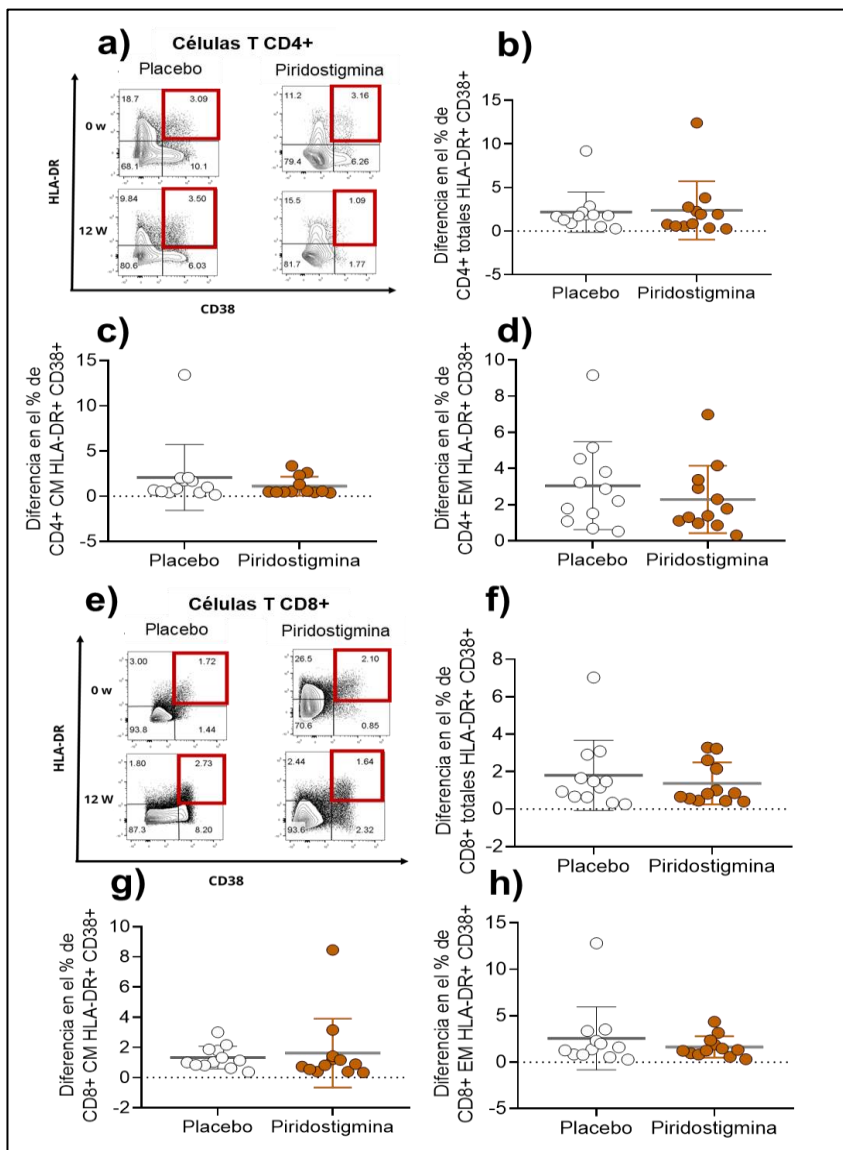 a)
Células T CD4+
Placebo
Piridostigmina
HLA-DR
0 w
18.7 3.09
68.1 10.1
11.2 3.16
79.4 6.26
12 W
9.84 3.50
80.6 6.03
15.5 1.09
81.7 1.77
CD38
b)
Diferencia en el % de
CD4+ totales HLA-DR+ CD38+
15
10
5
0
-5
Placebo Piridostigmina
c)
Diferencia en el % de
CD4+ CM HLA-DR+ CD38+
15
10
5
0
-5
Placebo Piridostigmina
d)
Diferencia en el % de
CD4+ EM HLA-DR+ CD38+
10
8
6
4
2
0
Placebo Piridostigmina
e)
Células T CD8+
Placebo
Piridostigmina
HLA-DR
0 w
3.00 1.72
93.8 1.44
26.5 2.10
70.6 0.85
12 W
1.80 2.73
87.3 8.20
2.44 1.64
93.6 2.32
CD38
f)
Diferencia en el % de
CD8+ totales HLA-DR+ CD38+
8
6
4
2
0
-2
Placebo Piridostigmina
g)
Diferencia en el % de
CD8+ CM HLA-DR+ CD38+
10
8
6
4
2
0
-2
Placebo Piridostigmina
h)
Diferencia en el % de
CD8+ EM HLA-DR+ CD38+
15
10
5
0
-5
Placebo Piridostigmina